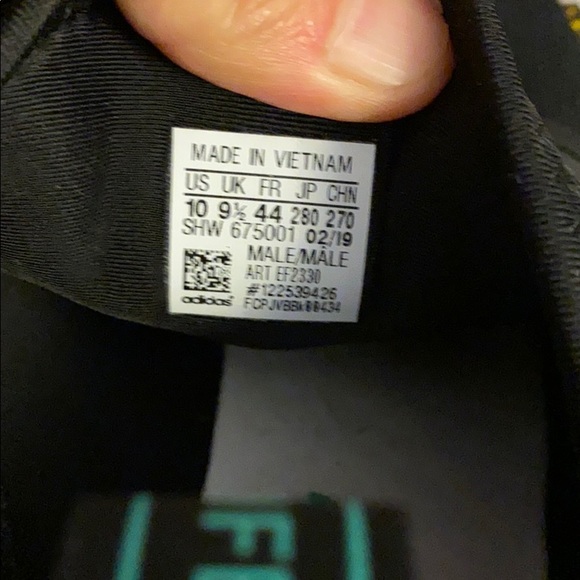 MADE IN VIETNAM
US UK FR JP CHN
10 9½ 44 280 270
SHW 675001 02/19
MALE/MÂLE
ART EF2330
#122539426
adidas